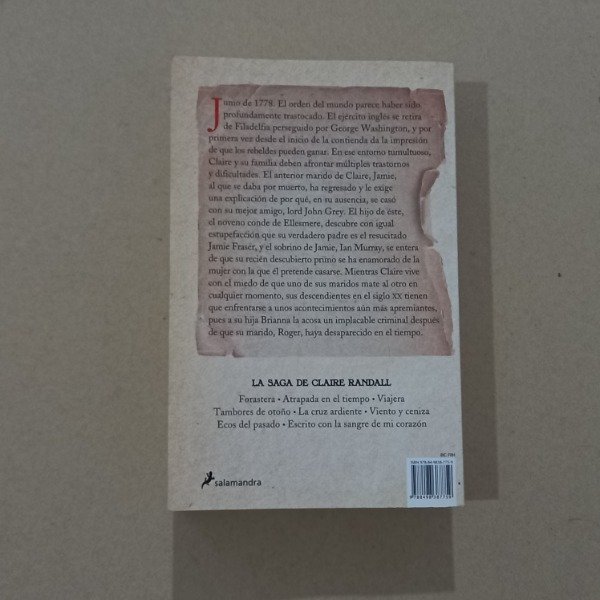 Junio de 1778. El orden del mundo parece haber sido
profundamente trastocado. El ejército inglés se retira
de Filadelfia perseguido por George Washington, y por
primera vez desde el inicio de la contienda da la impresión
de que los rebeldes pueden ganar. En ese entorno tumultuoso,
Claire y su familia deben afrontar múltiples trastornos
y dificultades. El anterior marido de Claire, Jamie,
al que se daba por muerto, ha regresado y le exige
una explicación de por qué, en su ausencia, se casó
con su mejor amigo, lord John Grey. El hijo de éste,
el noveno conde de Ellesmere, descubre con igual
estupefacción que su verdadero padre es el resucitado
Jamie Fraser, y el sobrino de Jamie, Ian Murray, se entera
de que su recién descubierto primo se ha enamorado de la
mujer con la que él pretende casarse. Mientras Claire vive
con el miedo de que uno de sus maridos mate al otro en
cualquier momento, sus descendientes en el siglo XX tienen
que enfrentarse a unos acontecimientos aún más apremiantes,
pues a su hija Brianna la acosa un implacable criminal después
de que su marido, Roger, haya desaparecido en el tiempo.
LA SAGA DE CLAIRE RANDALL
Forastera • Atrapada en el tiempo • Viajera
Tambores de otoño • La cruz ardiente • Viento y ceniza
Ecos del pasado • Escrito con la sangre de mi corazón
salamandra